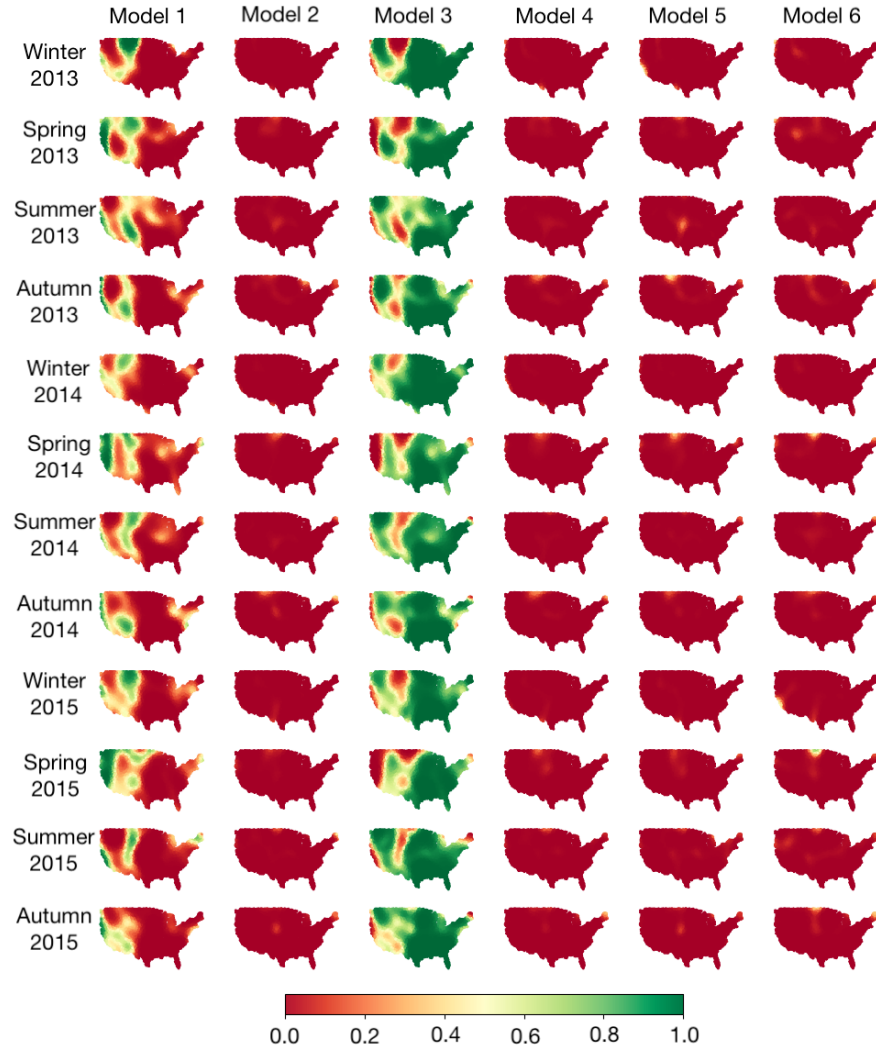 Model 1 Model 2 Model 3 Model 4 Model 5 Model 6
Winter
2013
Spring
2013
Summer
2013
Autumn
2013
Winter
2014
Spring
2014
Summer
2014
Autumn
2014
Winter
2015
Spring
2015
Summer
2015
Autumn
2015
0.0 0.2 0.4 0.6 0.8 1.0